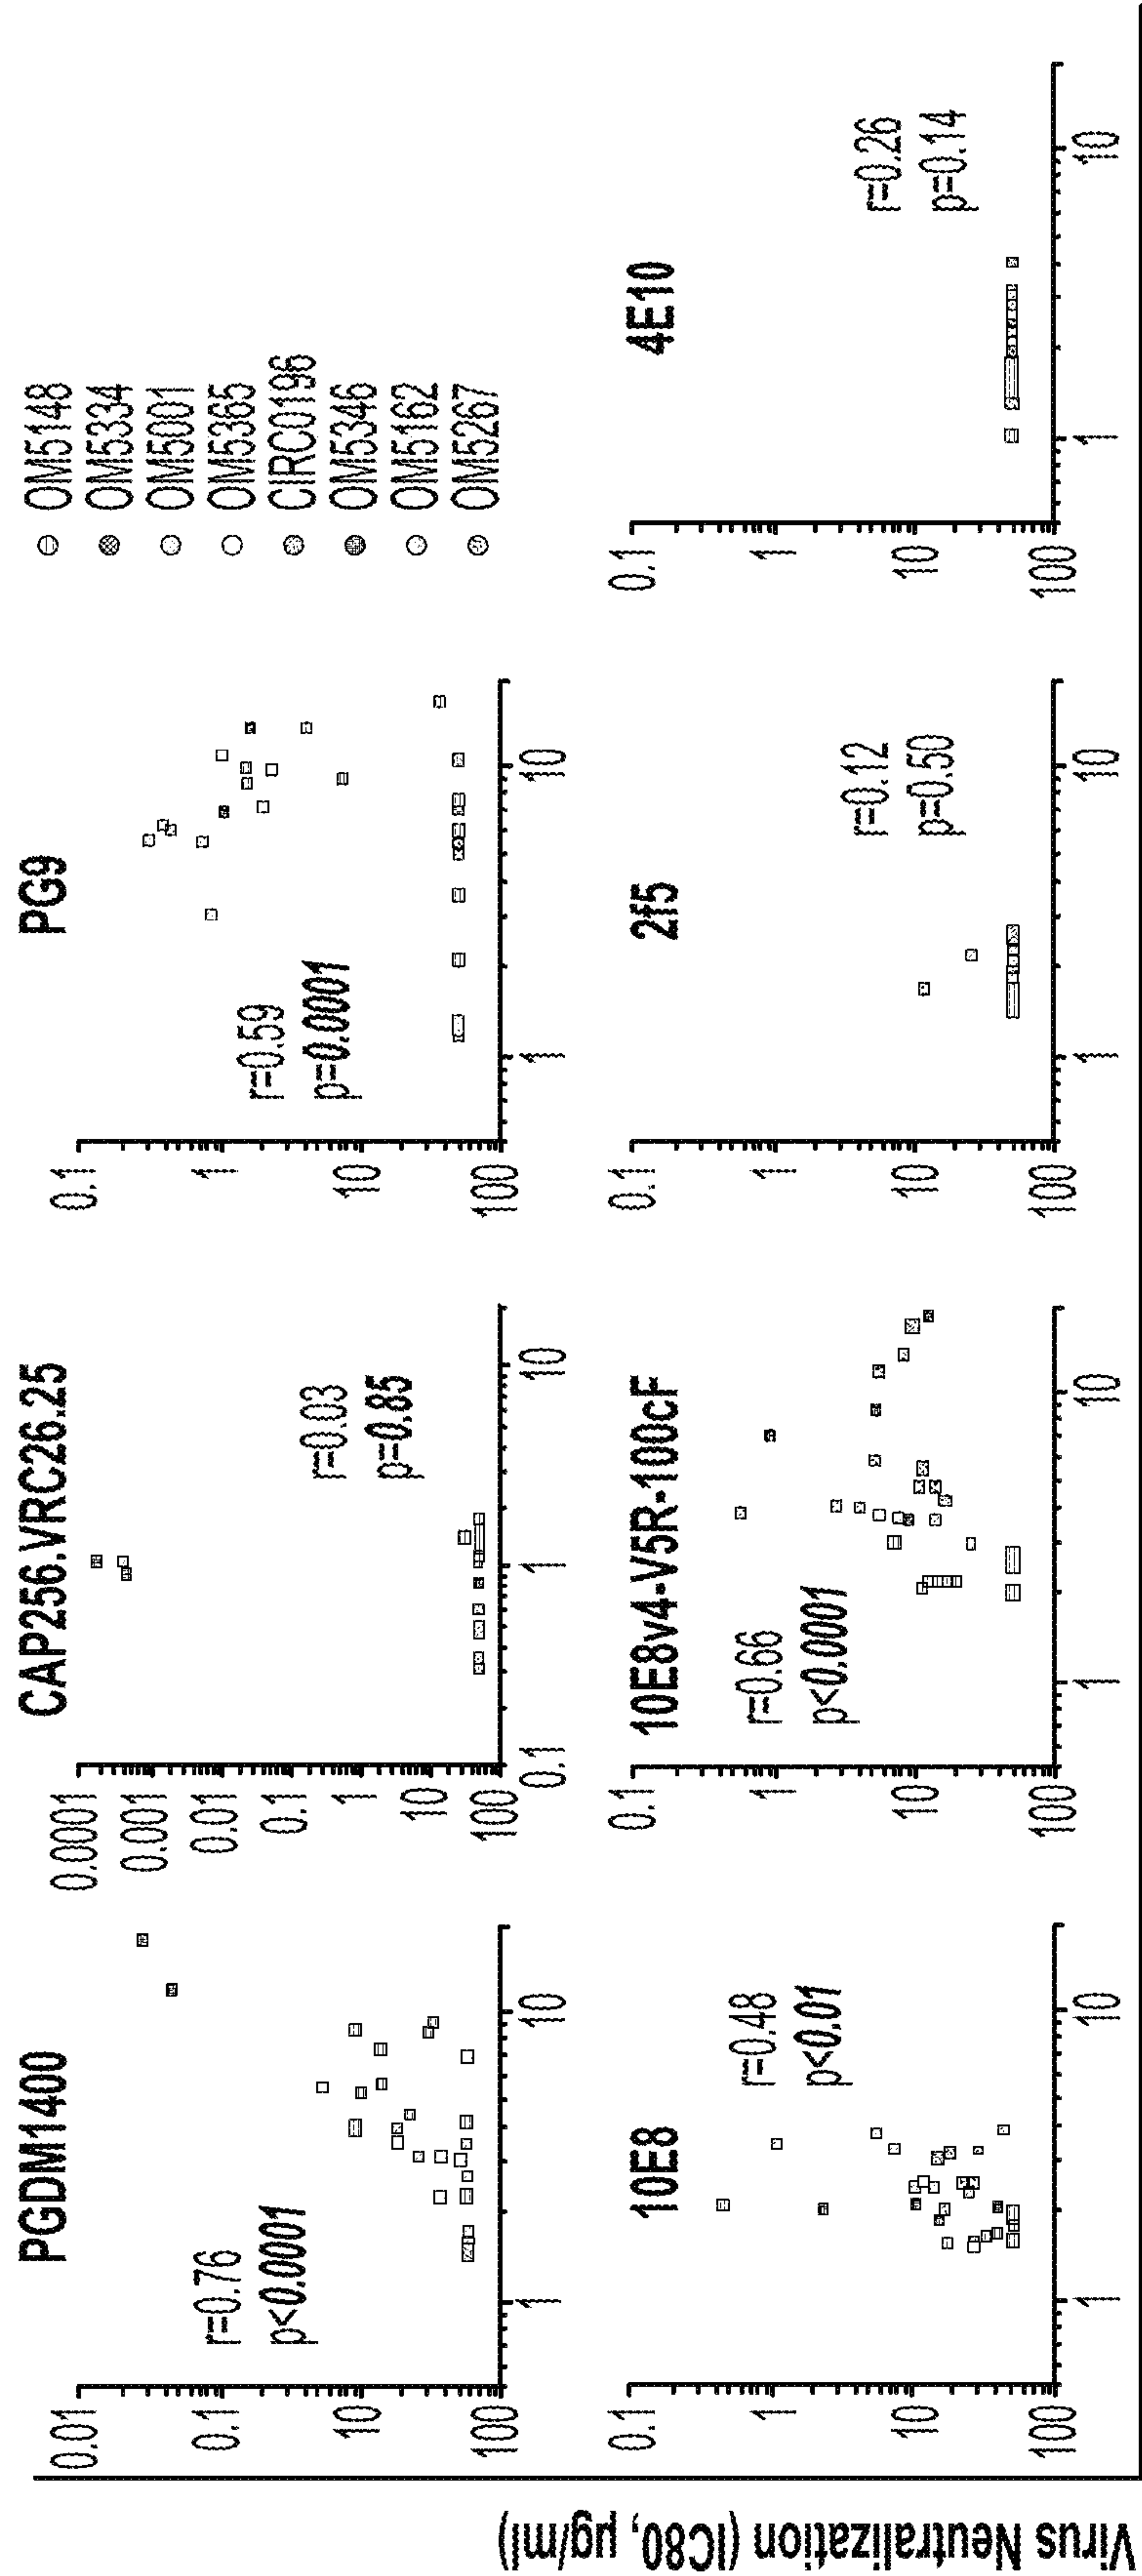 Virus Neutralization (IC80, µg/ml)
PGDM1400
0.01
0.1
10
100
1
10
r=0.76
p<0.0001
CAP256.VRC26.25
0.0001
0.001
0.01
0.1
1
10
100
0.1
1
10
r=0.03
p=0.85
PG9
0.1
1
10
100
1
10
r=0.59
p=0.0001
OM5148
OM5334
OM5001
OM5365
CIRC0196
OM5346
OM5162
OM5267
10E8
0.1
1
10
100
1
10
r=0.48
p<0.01
10E8v4-V5R-100cF
0.1
1
10
100
1
10
r=0.66
p<0.0001
2f5
0.1
1
10
100
1
10
r=0.12
p=0.50
4E10
0.1
1
10
100
1
10
r=0.26
p=0.14